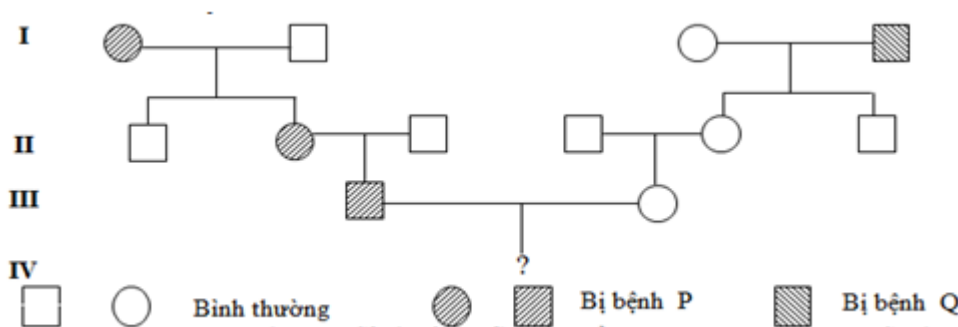 I
II
III
?
IV
Bình thường
Bị bệnh P
Bị bệnh Q